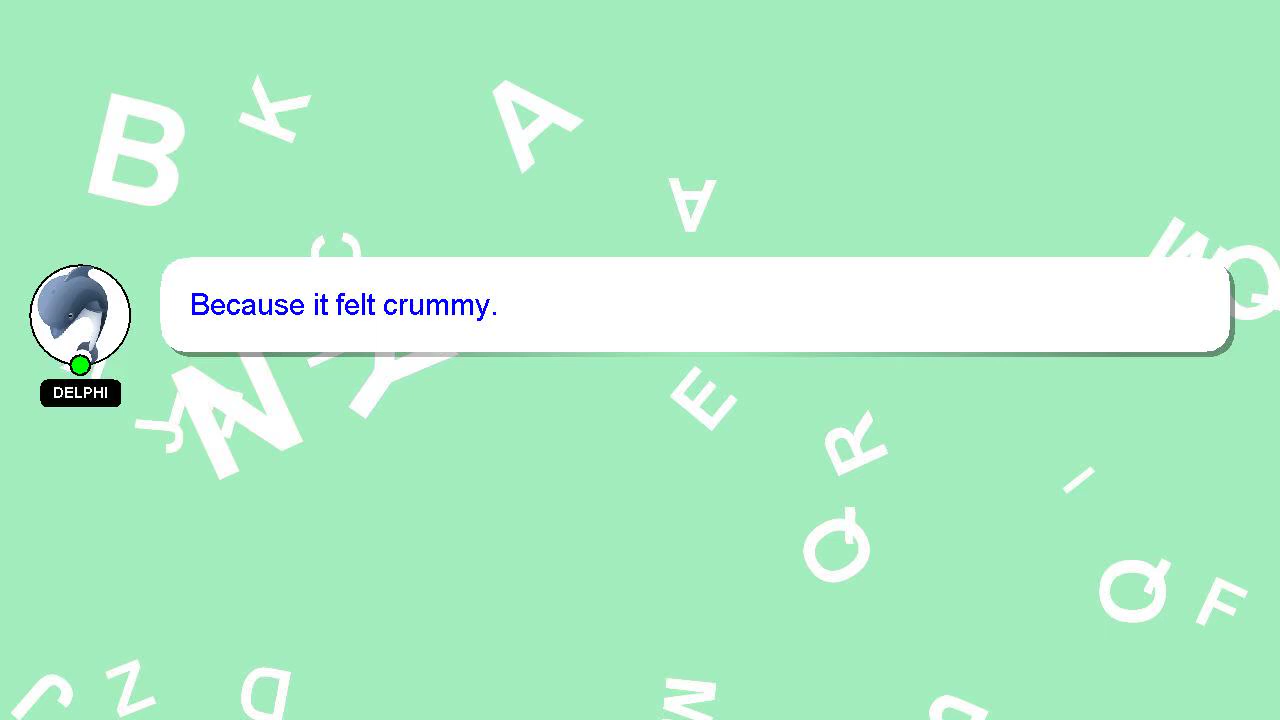 B K A
A
C
M Q
Because it felt crummy.
DELPHI
N Y
J A
E
R
I
Q
Q F
J Z D M